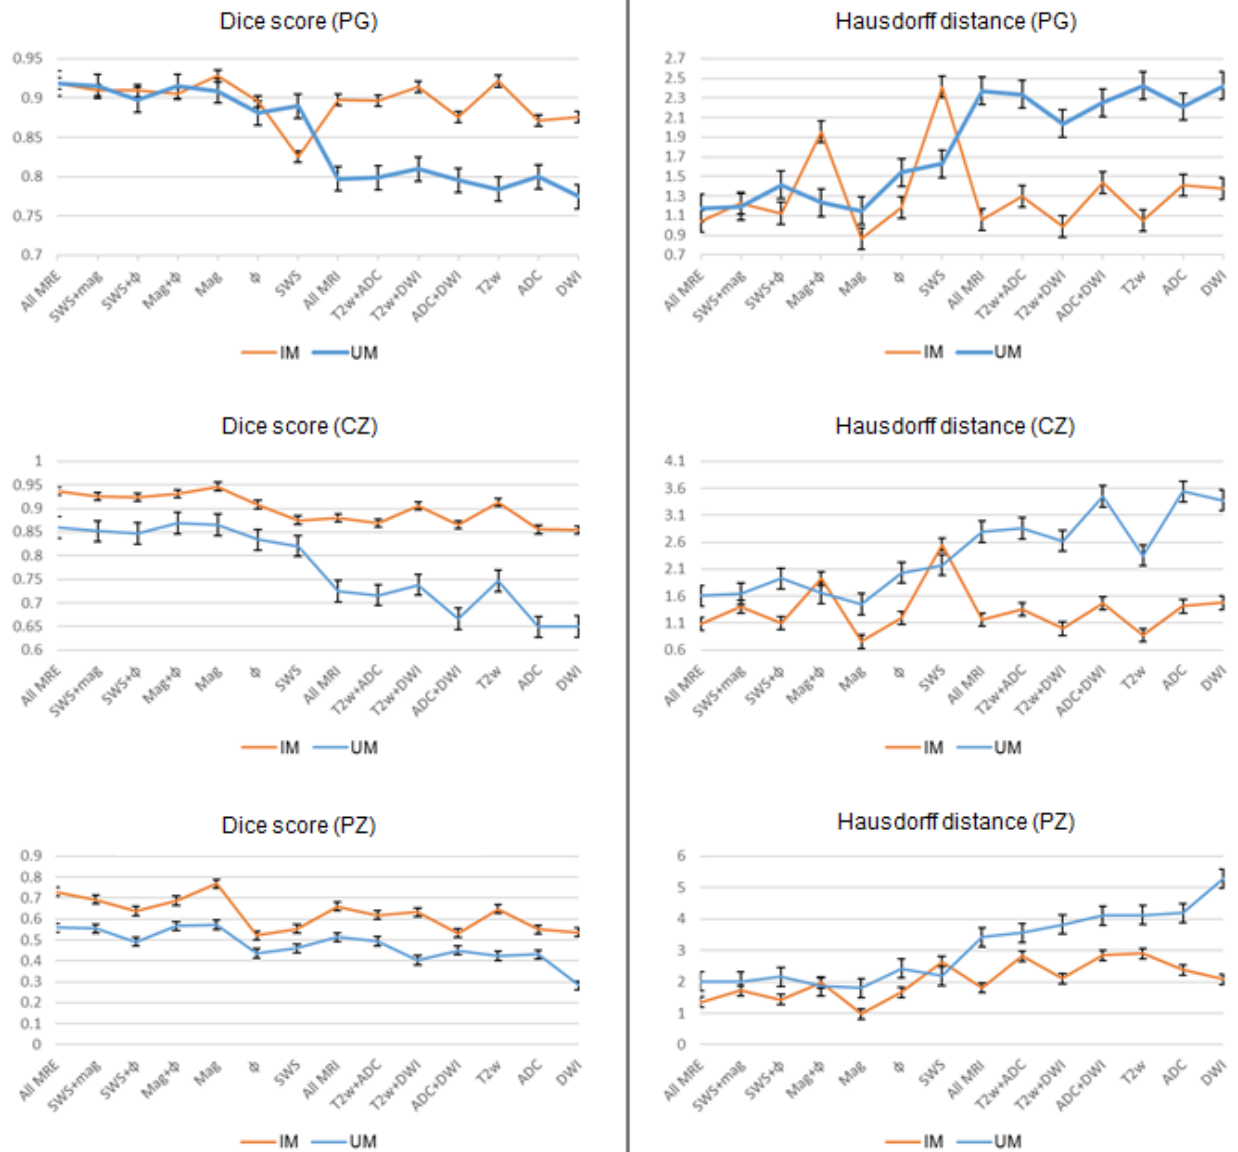 Dice score (PG)
0.95
0.9
0.85
0.8
0.75
0.7
All MRE
SWS+mag
SWS+ϕ
Mag+ϕ
Mag
ϕ
SWS
All MRI
T2w+ADC
T2w+DWI
ADC+DWI
T2w
ADC
DWI
IM UM
Hausdorff distance (PG)
2.7
2.5
2.3
2.1
1.9
1.7
1.5
1.3
1.1
0.9
0.7
All MRE
SWS+mag
SWS+ϕ
Mag+ϕ
Mag
ϕ
SWS
All MRI
T2w+ADC
T2w+DWI
ADC+DWI
T2w
ADC
DWI
IM UM
Dice score (CZ)
1
0.95
0.9
0.85
0.8
0.75
0.7
0.65
0.6
All MRE
SWS+mag
SWS+ϕ
Mag+ϕ
Mag
ϕ
SWS
All MRI
T2w+ADC
T2w+DWI
ADC+DWI
T2w
ADC
DWI
IM UM
Hausdorff distance (CZ)
4.1
3.6
3.1
2.6
2.1
1.6
1.1
0.6
All MRE
SWS+mag
SWS+ϕ
Mag+ϕ
Mag
ϕ
SWS
All MRI
T2w+ADC
T2w+DWI
ADC+DWI
T2w
ADC
DWI
IM UM
Dice score (PZ)
0.9
0.8
0.7
0.6
0.5
0.4
0.3
0.2
0.1
0
All MRE
SWS+mag
SWS+ϕ
Mag+ϕ
Mag
ϕ
SWS
All MRI
T2w+ADC
T2w+DWI
ADC+DWI
T2w
ADC
DWI
IM UM
Hausdorff distance (PZ)
6
5
4
3
2
1
0
All MRE
SWS+mag
SWS+ϕ
Mag+ϕ
Mag
ϕ
SWS
All MRI
T2w+ADC
T2w+DWI
ADC+DWI
T2w
ADC
DWI
IM UM